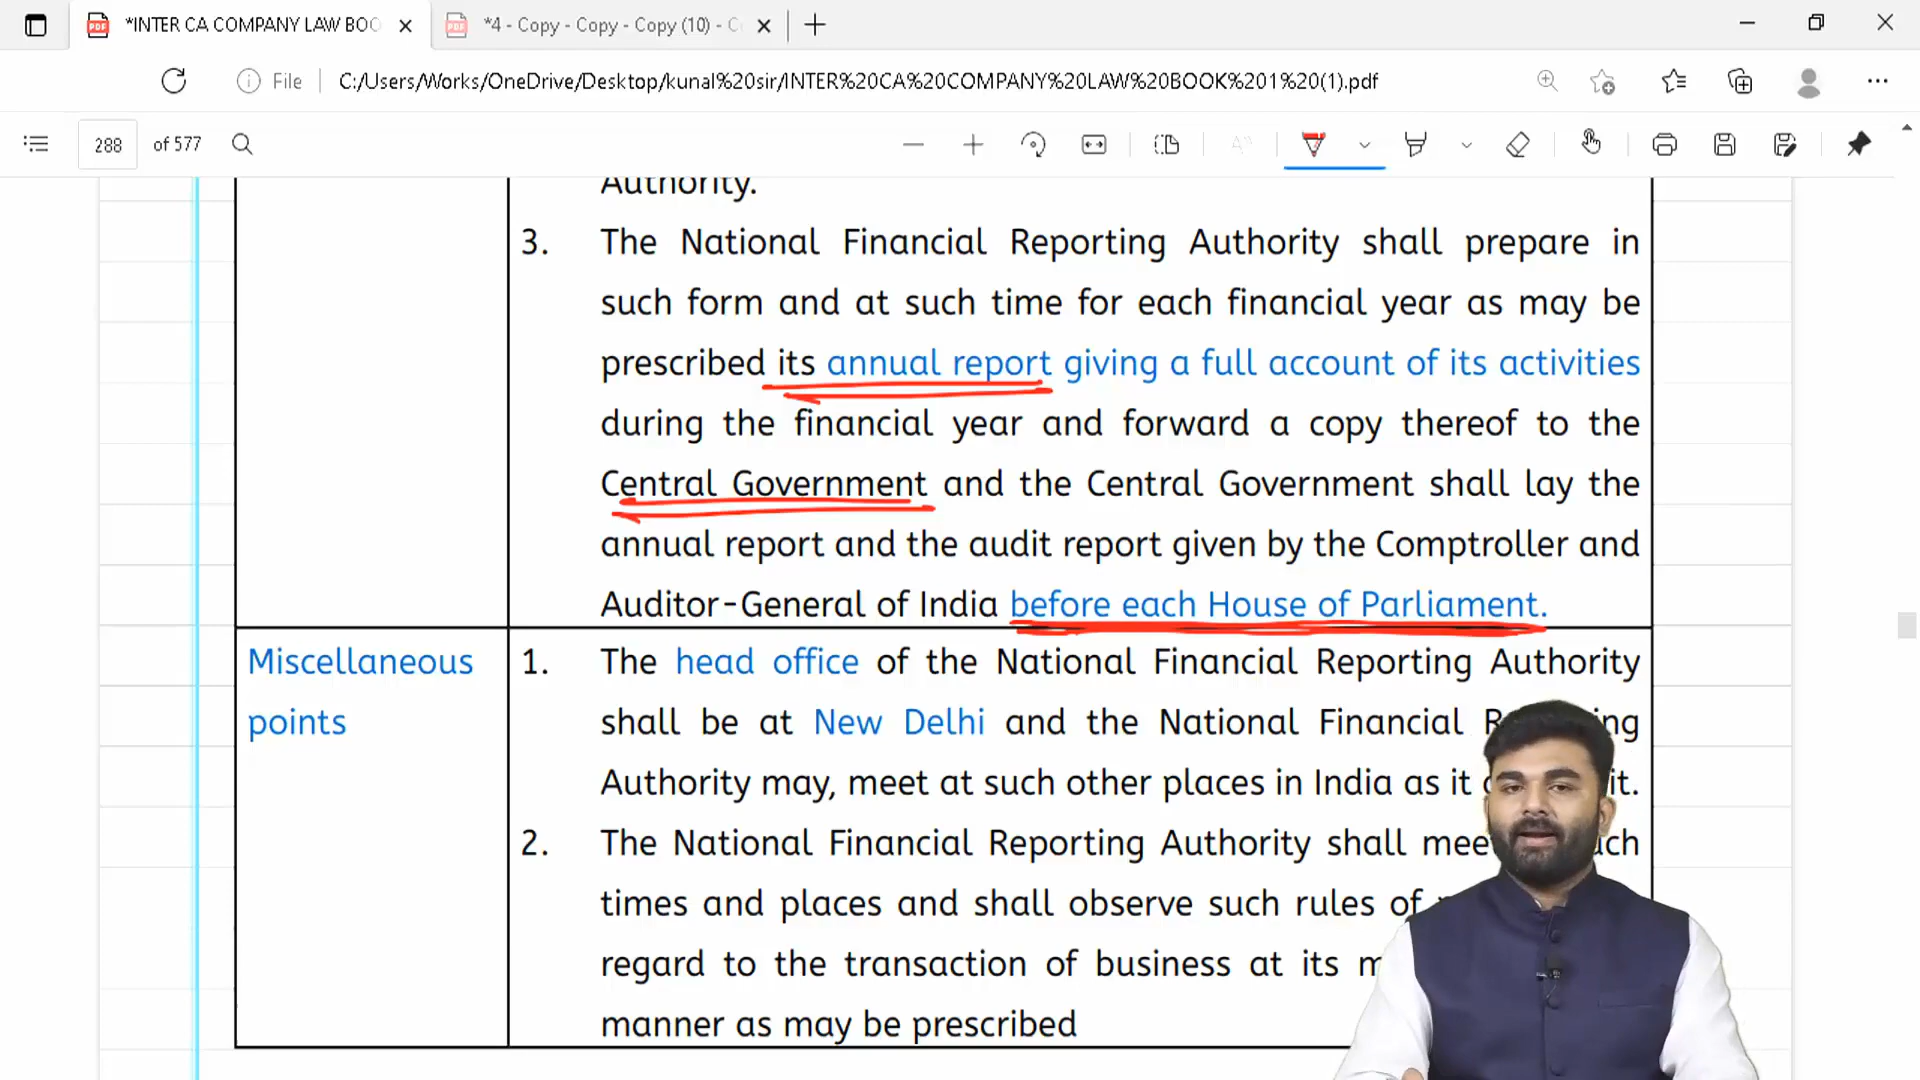 *INTER CA COMPANY LAW BOO
*4 - Copy - Copy - Copy (10) - C
File
C:/Users/Works/OneDrive/Desktop/kunal%20sir/INTER%20CA%20COMPANY%20LAW%20BOOK%201%20(1).pdf
288 of 577
Authority.
3. The National Financial Reporting Authority shall prepare in
such form and at such time for each financial year as may be
prescribed its annual report giving a full account of its activities
during the financial year and forward a copy thereof to the
Central Government and the Central Government shall lay the
annual report and the audit report given by the Comptroller and
Auditor-General of India before each House of Parliament.
Miscellaneous
points
1. The head office of the National Financial Reporting Authority
shall be at New Delhi and the National Financial
Authority may, meet at such other places in India as it
2. The National Financial Reporting Authority shall
times and places and shall observe such rules of
regard to the transaction of business at its
manner as may be prescribed